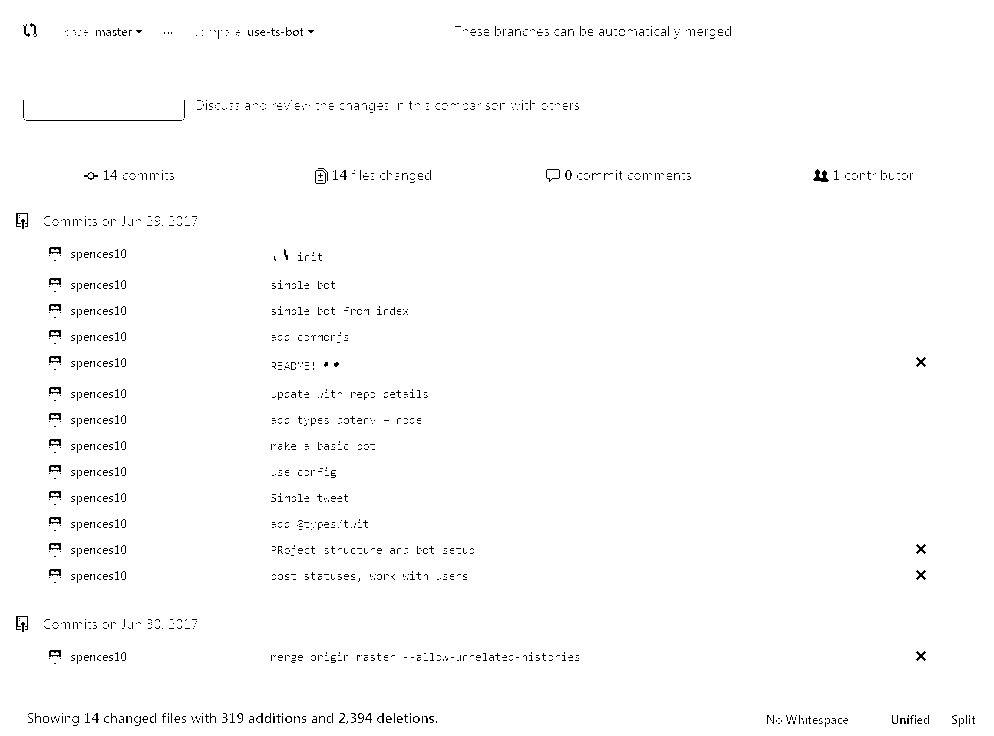 base: master ... compare: use-ts-bot These branches can be automatically merged
Discuss and review the changes in this comparison with others
14 commits 14 files changed 0 commit comments 1 contributor
Commits on Jun 29, 2017
spences10 init
spences10 simple bot
spences10 simple bot from index
spences10 add commonjs
spences10 README!
spences10 update with repo details
spences10 add types dotenv + node
spences10 make a basic bot
spences10 use config
spences10 Simple tweet
spences10 add @types/twit
spences10 PRoject structure and bot setup
spences10 post statuses, work with users
Commits on Jun 30, 2017
spences10 merge origin master --allow-unrelated-histories
Showing 14 changed files with 319 additions and 2,394 deletions. No Whitespace Unified Split